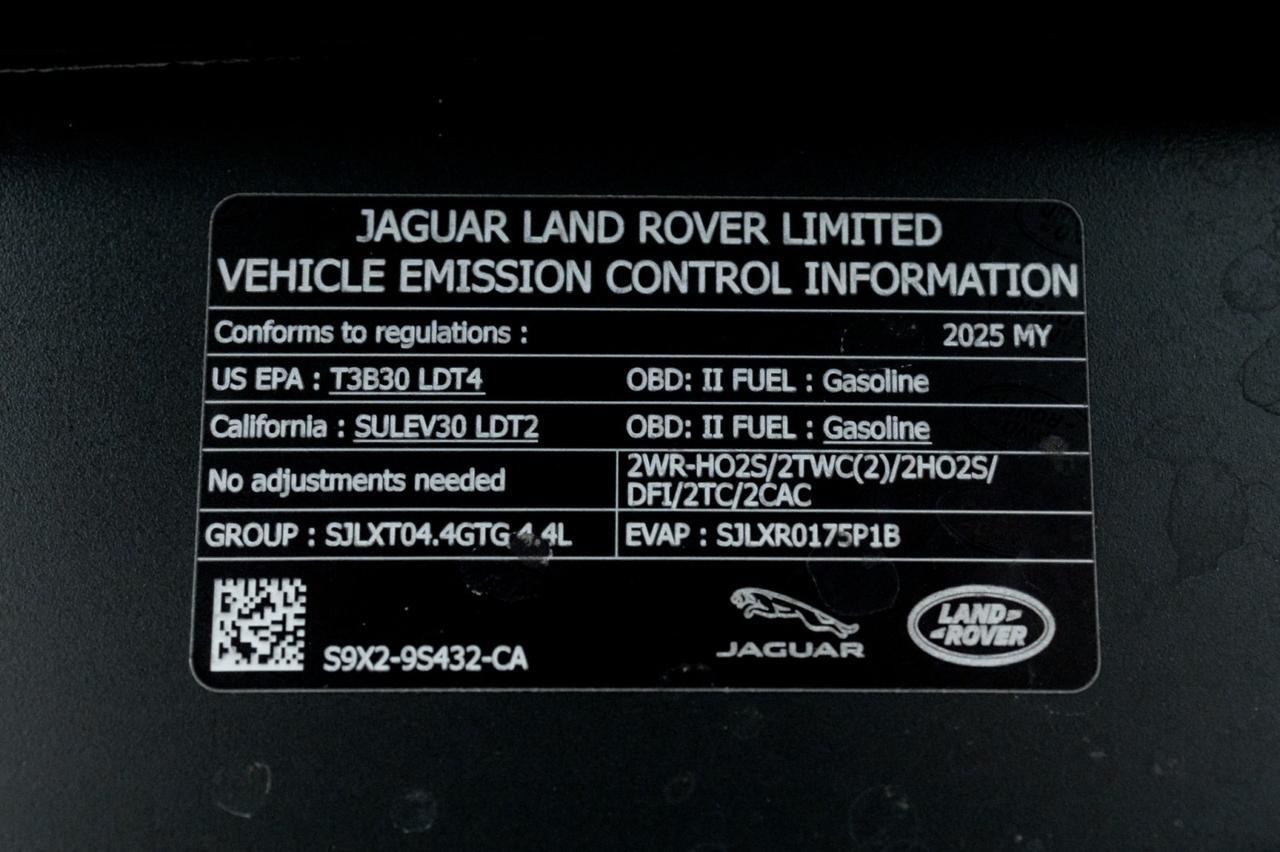 JAGUAR LAND ROVER LIMITED
VEHICLE EMISSION CONTROL INFORMATION
Conforms to regulations : 2025 MY
US EPA : T3B30 LDT4 OBD: II FUEL : Gasoline
California : SULEV30 LDT2 OBD: II FUEL : Gasoline
No adjustments needed
2WR-HO2S/2TWC(2)/2HO2S/
DFI/2TC/2CAC
GROUP : SJLXT04.4GTG 4.4L EVAP : SJLXR0175P1B
S9X2-9S432-CA
JAGUAR
LAND
ROVER